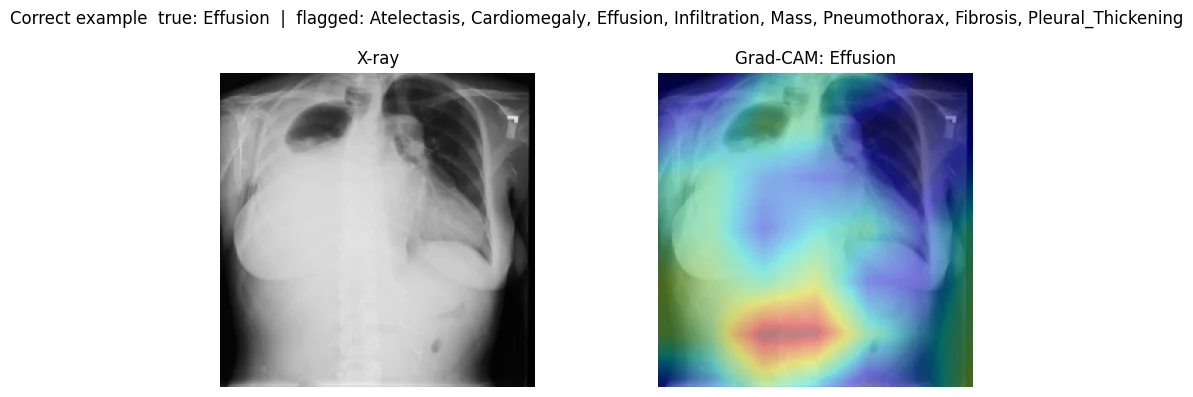 Correct example  true: Effusion  |  flagged: Atelectasis, Cardiomegaly, Effusion, Infiltration, Mass, Pneumothorax, Fibrosis, Pleural_Thickening
X-ray
Grad-CAM: Effusion